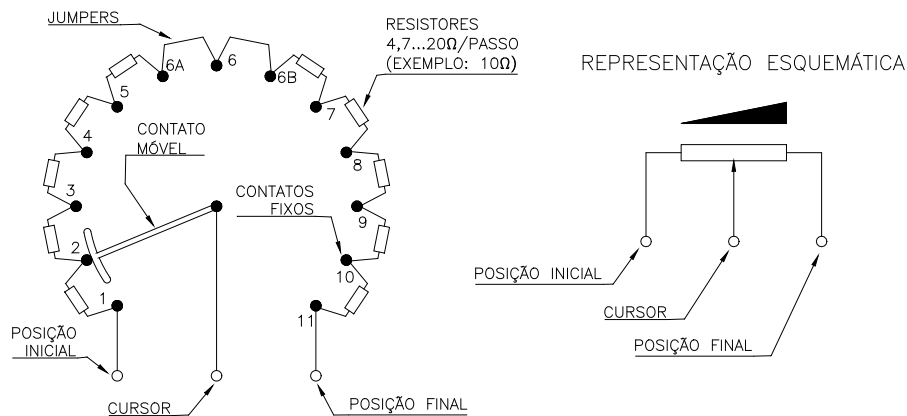 JUMPERS
RESISTORES
4,7...20Ω/PASSO
(EXEMPLO: 10Ω)
REPRESENTAÇÃO ESQUEMÁTICA
6A
6
6B
5
7
4
CONTATO
MÓVEL
8
3
CONTATOS
FIXOS
9
2
10
1
11
POSIÇÃO
INICIAL
CURSOR
POSIÇÃO FINAL
POSIÇÃO INICIAL
CURSOR
POSIÇÃO FINAL